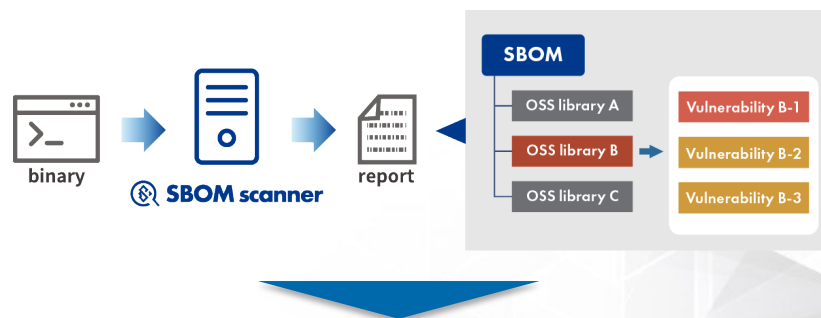 binary
SBOM scanner
report
SBOM
OSS library A
OSS library B
OSS library C
Vulnerability B-1
Vulnerability B-2
Vulnerability B-3